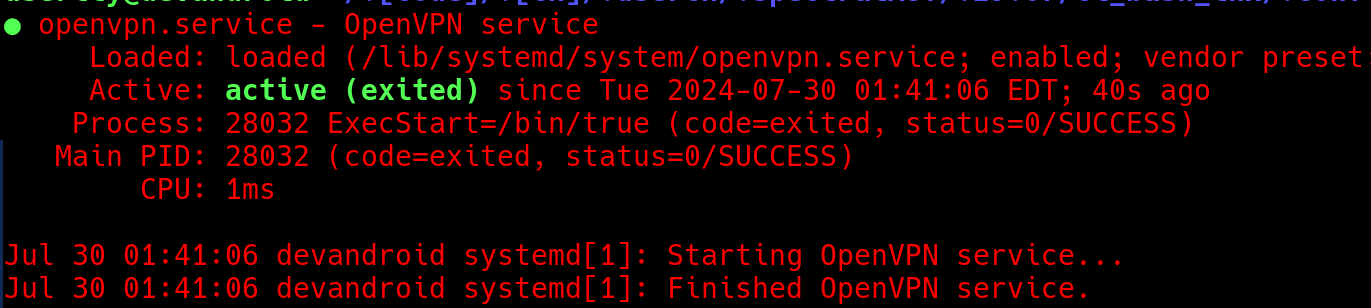 ● openvpn.service - OpenVPN service
Loaded: loaded (/lib/systemd/system/openvpn.service; enabled; vendor preset
Active: active (exited) since Tue 2024-07-30 01:41:06 EDT; 40s ago
Process: 28032 ExecStart=/bin/true (code=exited, status=0/SUCCESS)
Main PID: 28032 (code=exited, status=0/SUCCESS)
CPU: 1ms
Jul 30 01:41:06 devandroid systemd[1]: Starting OpenVPN service...
Jul 30 01:41:06 devandroid systemd[1]: Finished OpenVPN service.